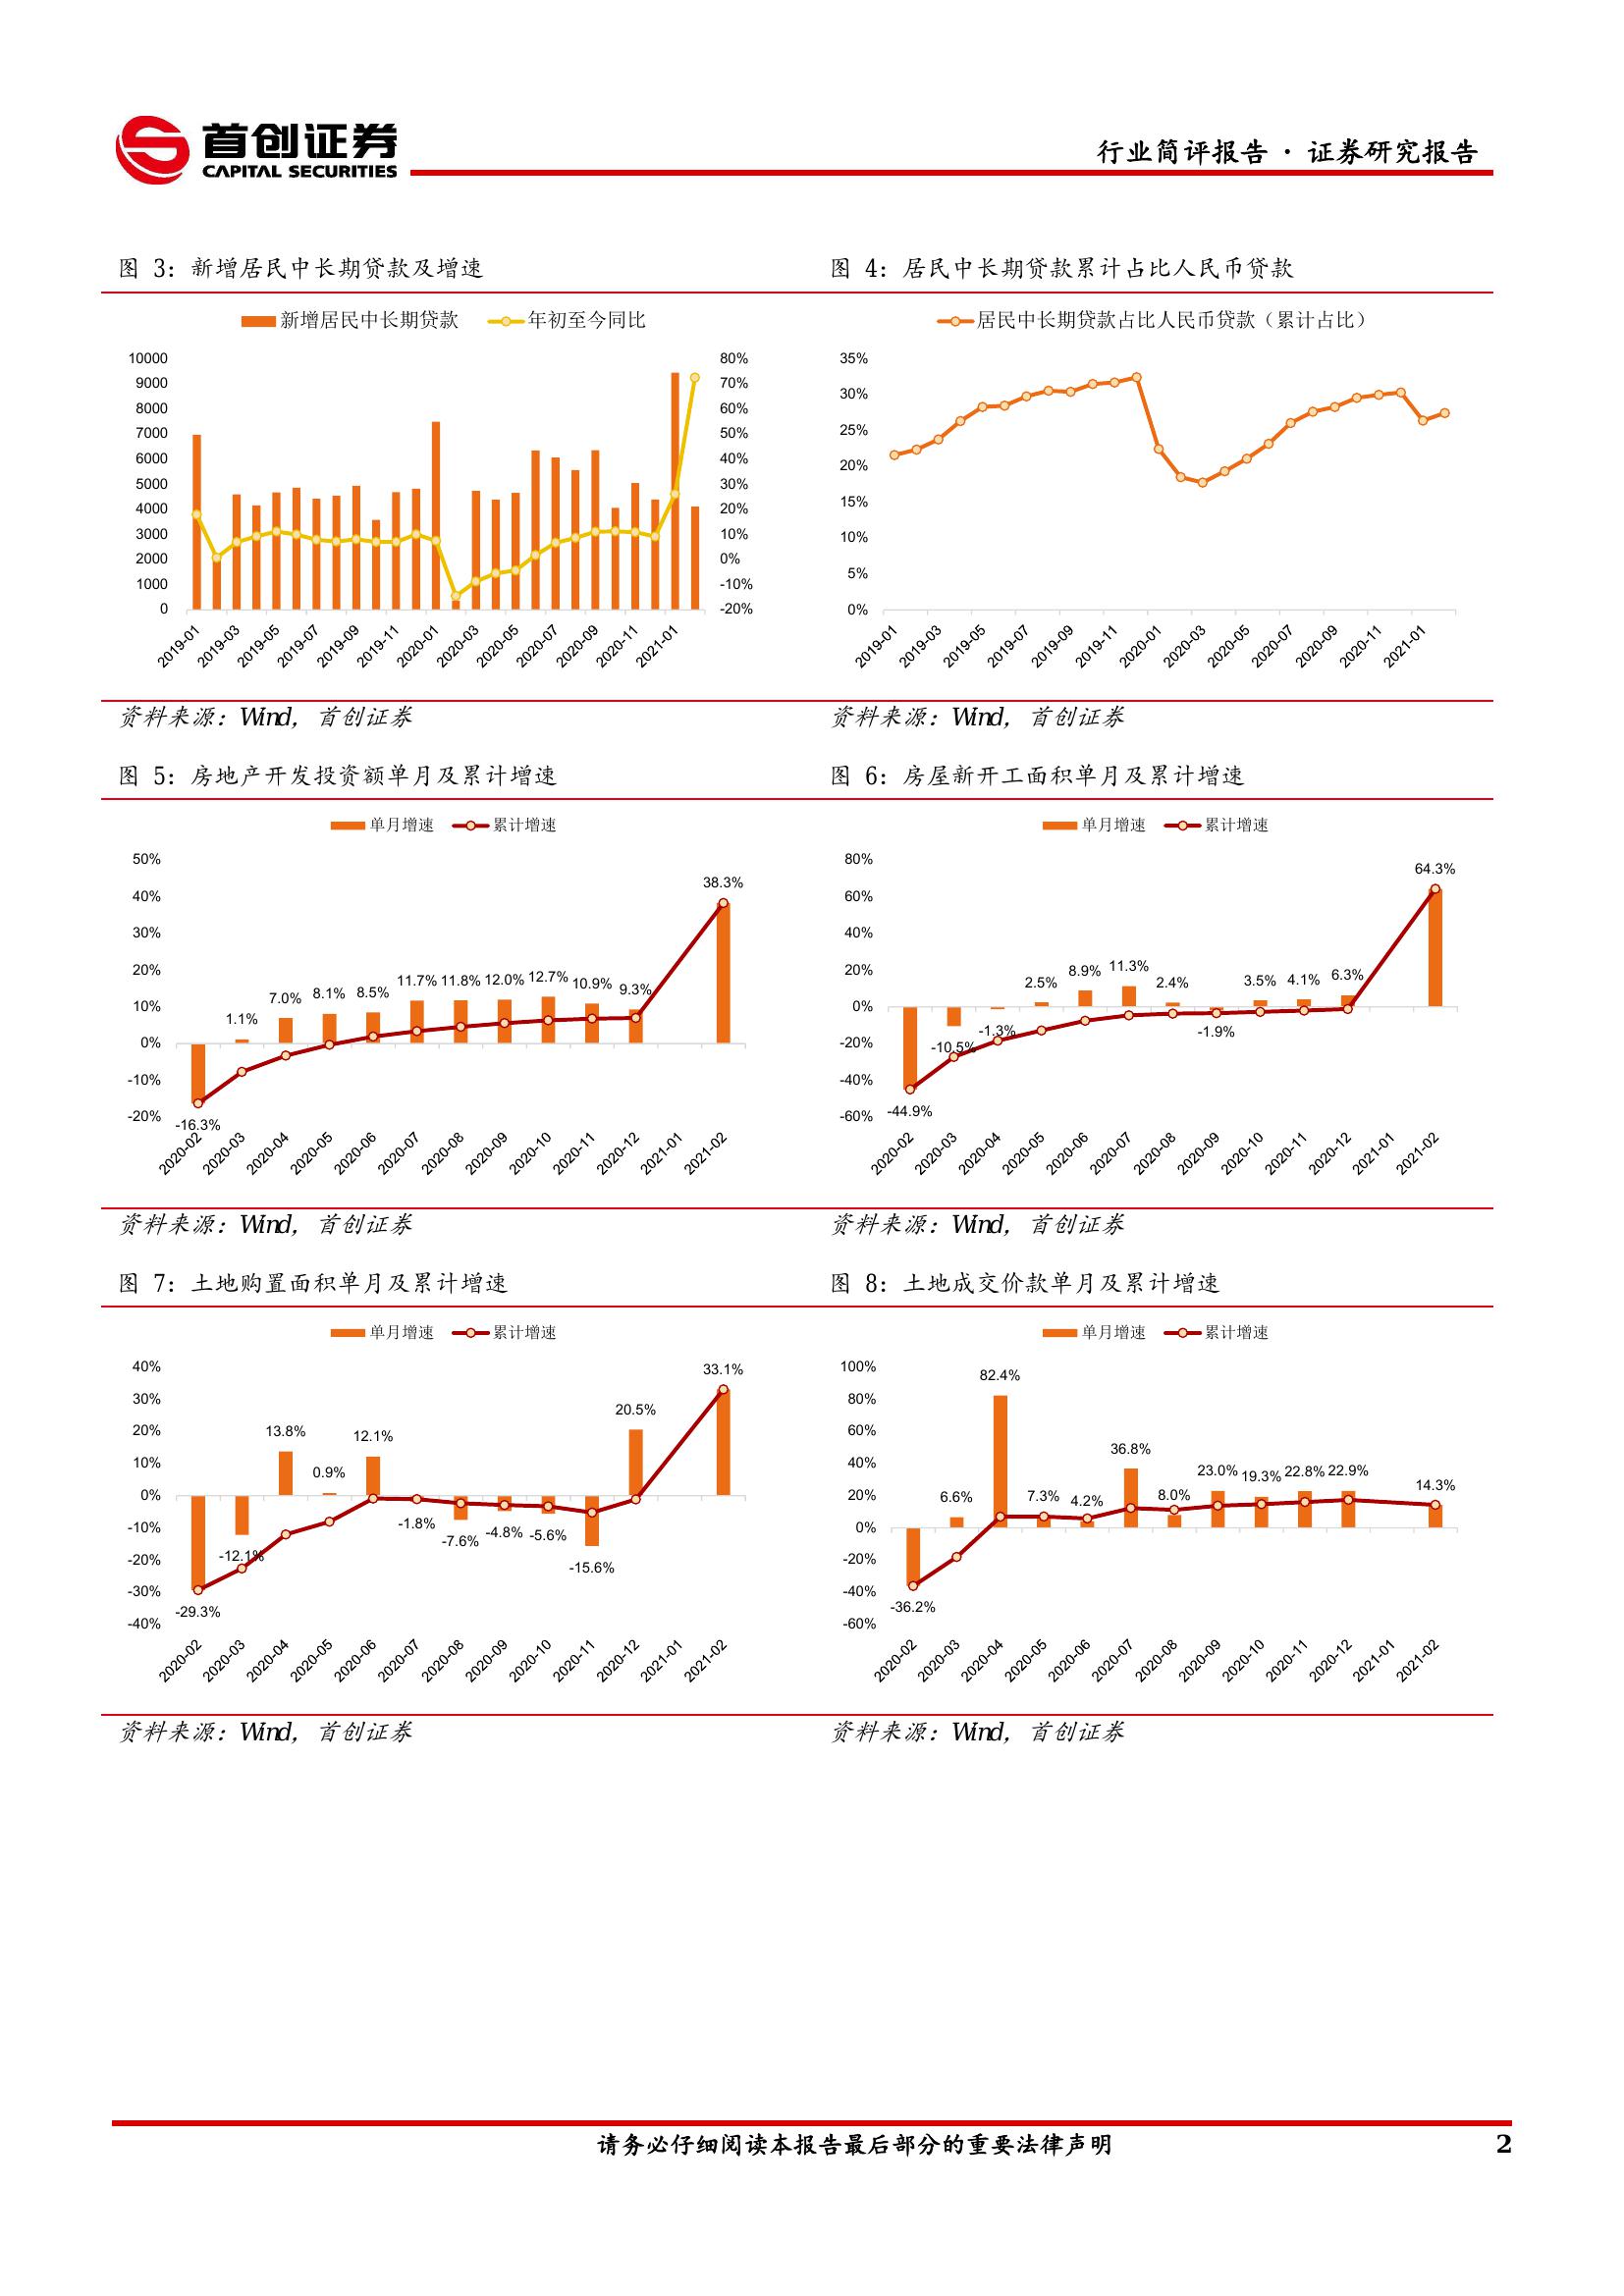 首创证券
CAPITAL SECURITIES
行业简评报告 · 证券研究报告
图 3：新增居民中长期贷款及增速
新增居民中长期贷款 年初至今同比
10000
9000
8000
7000
6000
5000
4000
3000
2000
1000
0
80%
70%
60%
50%
40%
30%
20%
10%
0%
-10%
-20%
2019-01 2019-03 2019-05 2019-07 2019-09 2019-11 2020-01 2020-03 2020-05 2020-07 2020-09 2020-11 2021-01
资料来源：Wind，首创证券
图 4：居民中长期贷款累计占比人民币贷款
居民中长期贷款占比人民币贷款（累计占比）
35%
30%
25%
20%
15%
10%
5%
0%
2019-01 2019-03 2019-05 2019-07 2019-09 2019-11 2020-01 2020-03 2020-05 2020-07 2020-09 2020-11 2021-01
资料来源：Wind，首创证券
图 5：房地产开发投资额单月及累计增速
单月增速 累计增速
50%
40%
30%
20%
10%
0%
-10%
-20%
-16.3% 1.1% 7.0% 8.1% 8.5% 11.7% 11.8% 12.0% 12.7% 10.9% 9.3% 38.3%
2020-02 2020-03 2020-04 2020-05 2020-06 2020-07 2020-08 2020-09 2020-10 2020-11 2020-12 2021-01 2021-02
资料来源：Wind，首创证券
图 6：房屋新开工面积单月及累计增速
单月增速 累计增速
80%
60%
40%
20%
0%
-20%
-40%
-60%
-44.9% -10.5% -1.3% 2.5% 8.9% 11.3% 2.4% -1.9% 3.5% 4.1% 6.3% 64.3%
2020-02 2020-03 2020-04 2020-05 2020-06 2020-07 2020-08 2020-09 2020-10 2020-11 2020-12 2021-01 2021-02
资料来源：Wind，首创证券
图 7：土地购置面积单月及累计增速
单月增速 累计增速
40%
30%
20%
10%
0%
-10%
-20%
-30%
-40%
-29.3% -12.1% 13.8% 0.9% 12.1% -1.8% -7.6% -4.8% -5.6% -15.6% 20.5% 33.1%
2020-02 2020-03 2020-04 2020-05 2020-06 2020-07 2020-08 2020-09 2020-10 2020-11 2020-12 2021-01 2021-02
资料来源：Wind，首创证券
图 8：土地成交价款单月及累计增速
单月增速 累计增速
100%
80%
60%
40%
20%
0%
-20%
-40%
-60%
-36.2% 6.6% 82.4% 7.3% 4.2% 36.8% 8.0% 23.0% 19.3% 22.8% 22.9% 14.3%
2020-02 2020-03 2020-04 2020-05 2020-06 2020-07 2020-08 2020-09 2020-10 2020-11 2020-12 2021-01 2021-02
资料来源：Wind，首创证券
请务必仔细阅读本报告最后部分的重要法律声明
2